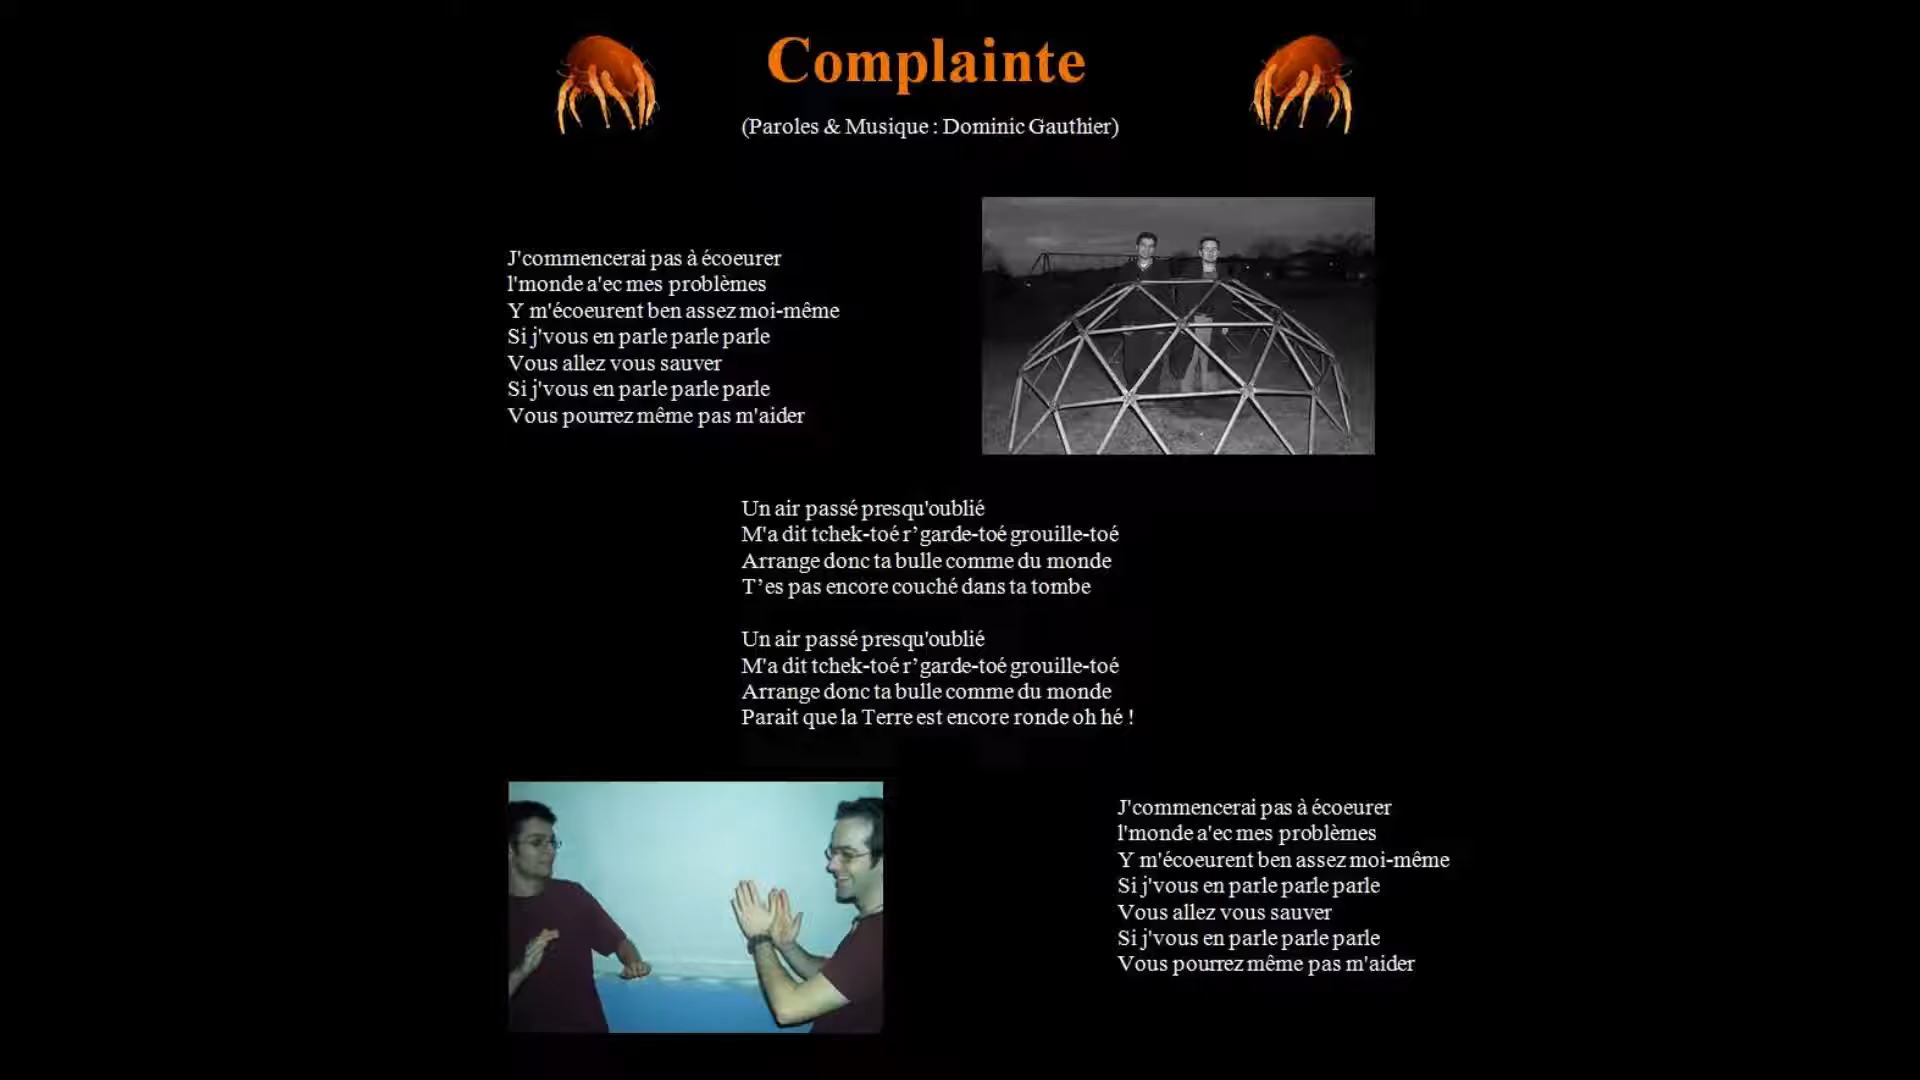 Complainte
(Paroles & Musique : Dominic Gauthier)
J'commencerai pas à écoeurer
l'monde a'ec mes problèmes
Y m'écoeurent ben assez moi-même
Si j'vous en parle parle parle
Vous allez vous sauver
Si j'vous en parle parle parle
Vous pourrez même pas m'aider
Un air passé presqu'oublié
M'a dit tchek-toé r’garde-toé grouille-toé
Arrange donc ta bulle comme du monde
T’es pas encore couché dans ta tombe
Un air passé presqu'oublié
M'a dit tchek-toé r’garde-toé grouille-toé
Arrange donc ta bulle comme du monde
Parait que la Terre est encore ronde oh hé !
J'commencerai pas à écoeurer
l'monde a'ec mes problèmes
Y m'écoeurent ben assez moi-même
Si j'vous en parle parle parle
Vous allez vous sauver
Si j'vous en parle parle parle
Vous pourrez même pas m'aider